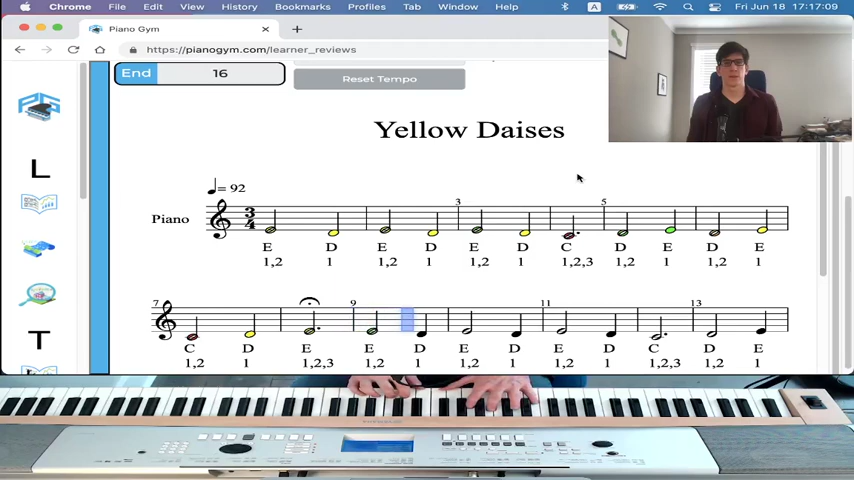 Chrome File Edit View History Bookmarks Profiles Tab Window Help A Fri Jun 18 17:17:09
Piano Gym
https://pianogym.com/learner_reviews
End 16
Reset Tempo
PG
L
T
Yellow Daises
= 92
3 5
Piano
3
4
E D E D E D C D E D E
1,2 1 1,2 1 1,2 1 1,2,3 1,2 1 1,2 1
7 9 11 13
C D E E D E D E D C D E
1,2 1 1,2,3 1,2 1 1,2 1 1,2 1 1,2,3 1,2 1